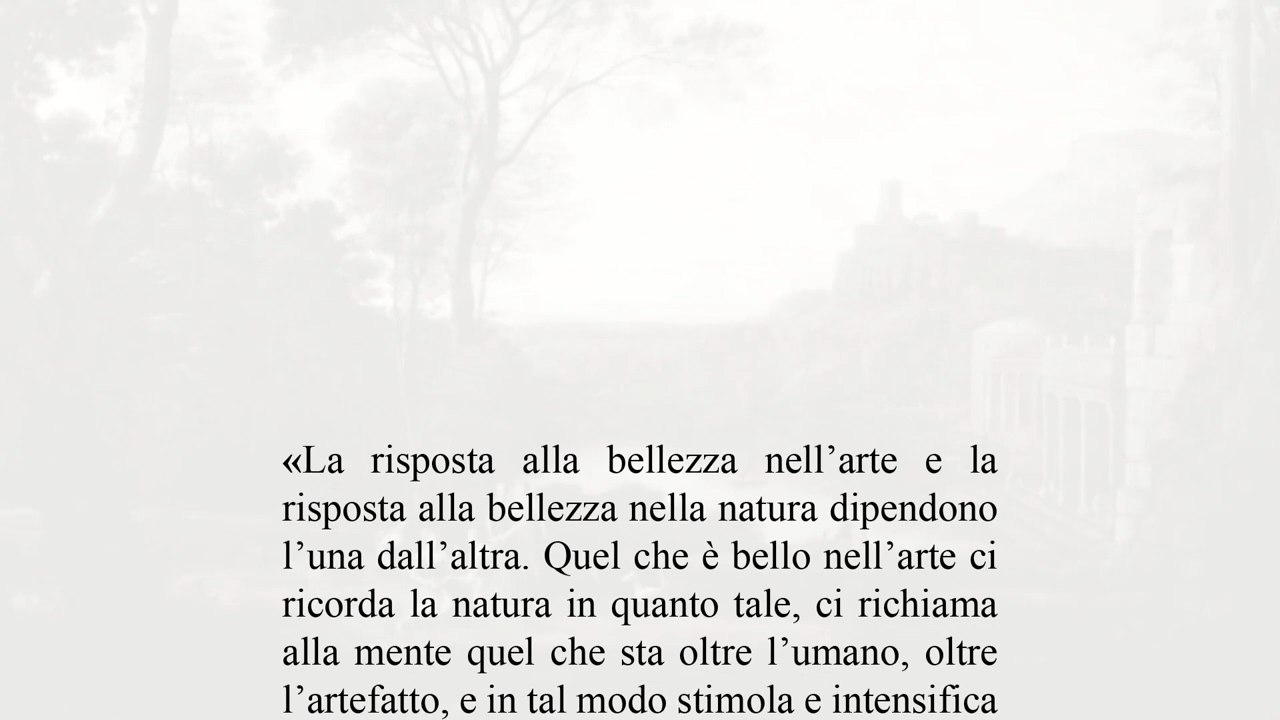 «La risposta alla bellezza nell’arte e la
risposta alla bellezza nella natura dipendono
l’una dall’altra. Quel che è bello nell’arte ci
ricorda la natura in quanto tale, ci richiama
alla mente quel che sta oltre l’umano, oltre
l’artefatto, e in tal modo stimola e intensifica